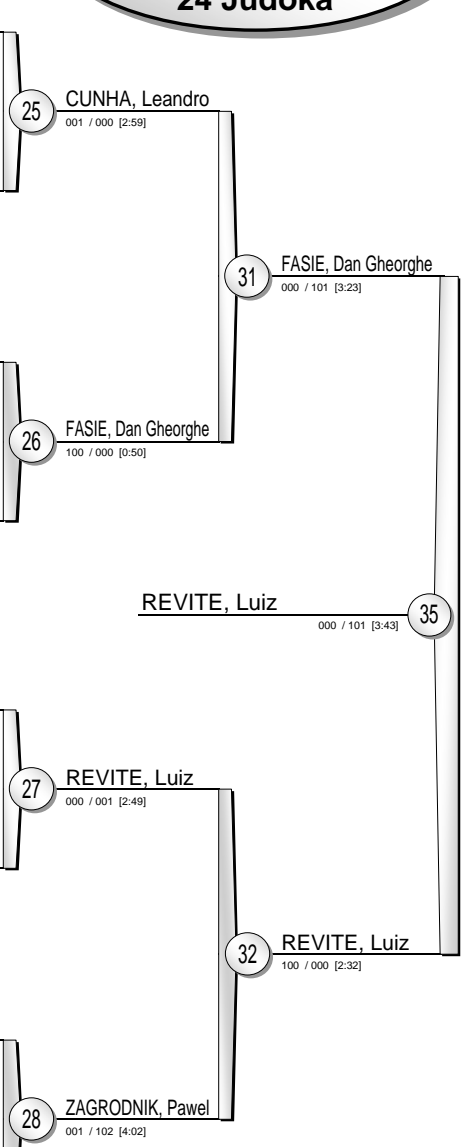 24 Judoka
25
CUNHA, Leandro
001 / 000 [2:59]
31
FASIE, Dan Gheorghe
000 / 101 [3:23]
26
FASIE, Dan Gheorghe
100 / 000 [0:50]
REVITE, Luiz
000 / 101 [3:43]
35
27
REVITE, Luiz
000 / 001 [2:49]
32
REVITE, Luiz
100 / 000 [2:32]
28
ZAGRODNIK, Pawel
001 / 102 [4:02]